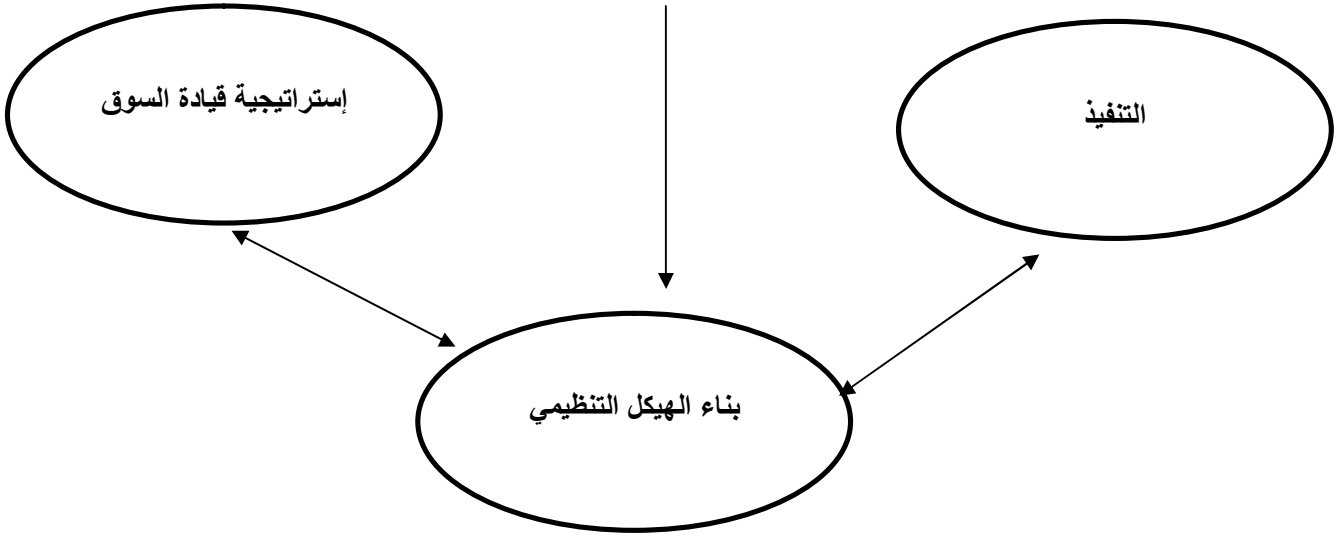 إستراتيجية قيادة السوق
التنفيذ
بناء الهيكل التنظيمي